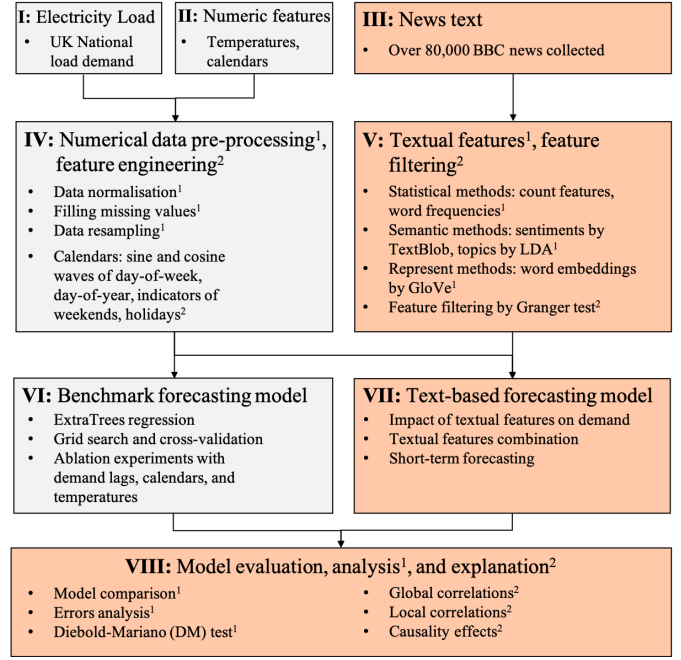 I: Electricity Load
• UK National
load demand
II: Numeric features
• Temperatures,
calendars
III: News text
• Over 80,000 BBC news collected
IV: Numerical data pre-processing¹,
feature engineering²
• Data normalisation¹
• Filling missing values¹
• Data resampling¹
• Calendars: sine and cosine
waves of day-of-week,
day-of-year, indicators of
weekends, holidays²
V: Textual features¹, feature
filtering²
• Statistical methods: count features,
word frequencies¹
• Semantic methods: sentiments by
TextBlob, topics by LDA¹
• Represent methods: word embeddings
by GloVe¹
• Feature filtering by Granger test²
VI: Benchmark forecasting model
• ExtraTrees regression
• Grid search and cross-validation
• Ablation experiments with
demand lags, calendars, and
temperatures
VII: Text-based forecasting model
• Impact of textual features on demand
• Textual features combination
• Short-term forecasting
VIII: Model evaluation, analysis¹, and explanation²
• Model comparison¹
• Errors analysis¹
• Diebold-Mariano (DM) test¹
• Global correlations²
• Local correlations²
• Causality effects²